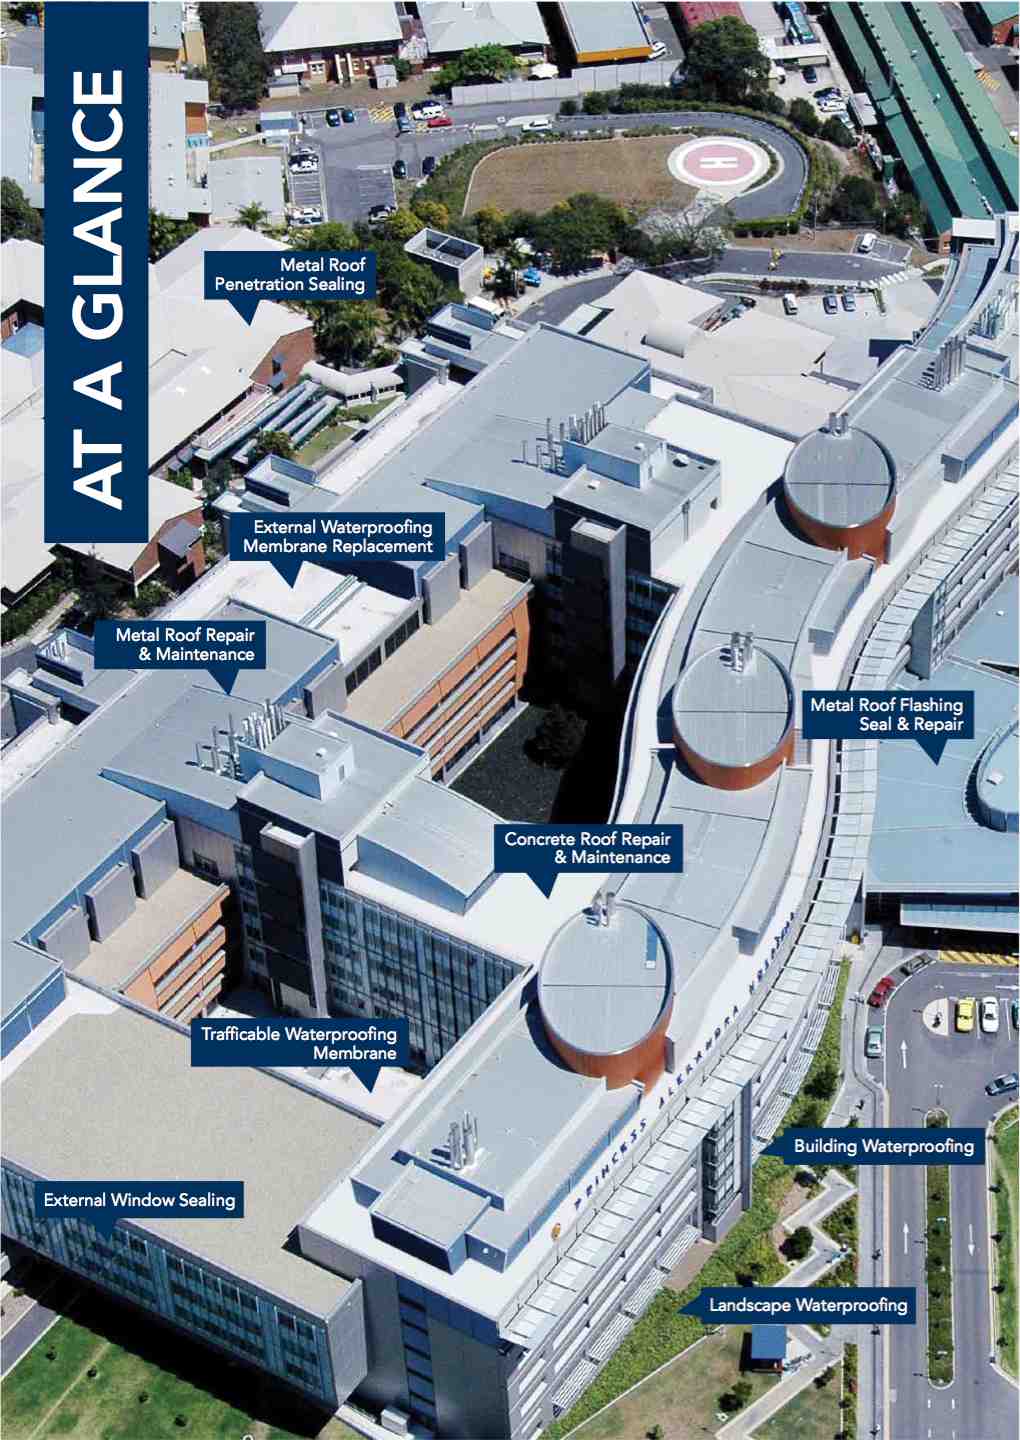 AT A GLANCE
H
Metal Roof
Penetration Sealing
External Waterproofing
Membrane Replacement
Metal Roof Repair
& Maintenance
Metal Roof Flashing
Seal & Repair
Concrete Roof Repair
& Maintenance
Trafficable Waterproofing
Membrane
Building Waterproofing
External Window Sealing
Landscape Waterproofing
PRINCESS ALEXANDRA HOSPITAL